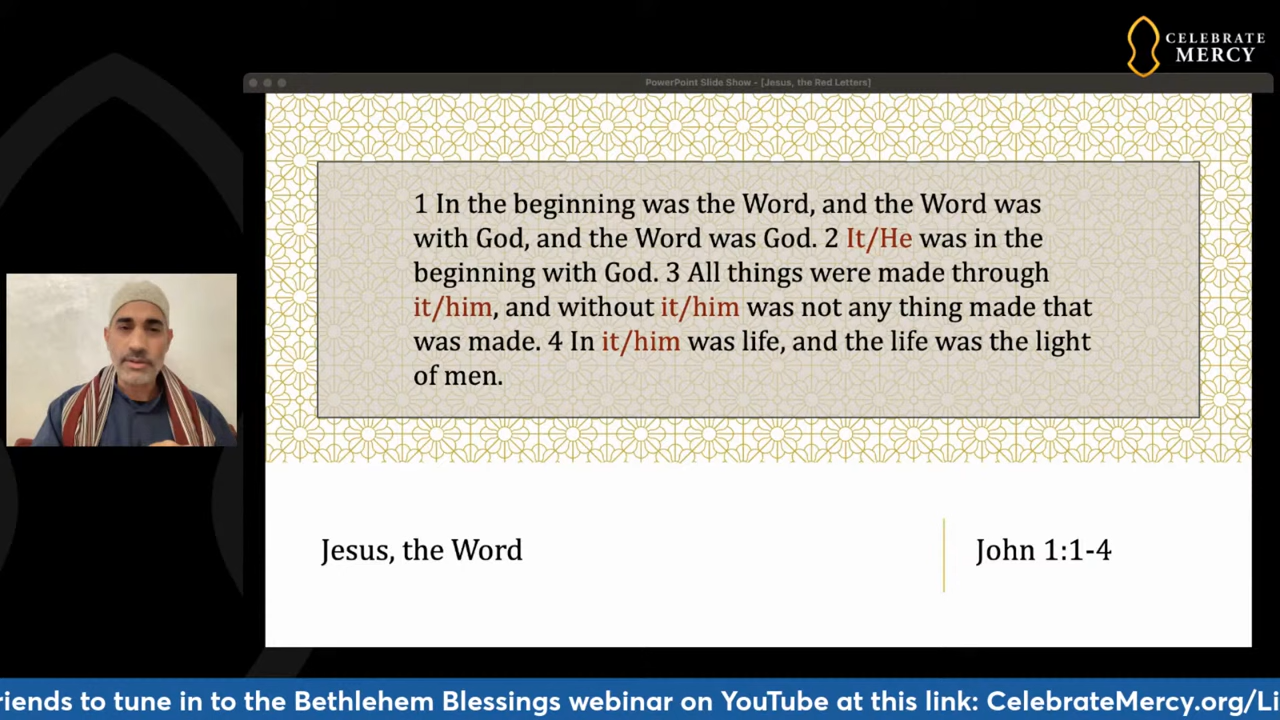 CELEBRATE
MERCY
PowerPoint Slide Show - [Jesus, the Red Letters]
1 In the beginning was the Word, and the Word was
with God, and the Word was God. 2 It/He was in the
beginning with God. 3 All things were made through
it/him, and without it/him was not any thing made that
was made. 4 In it/him was life, and the life was the light
of men.
Jesus, the Word
John 1:1-4
riends to tune in to the Bethlehem Blessings webinar on YouTube at this link: CelebrateMercy.org/Li